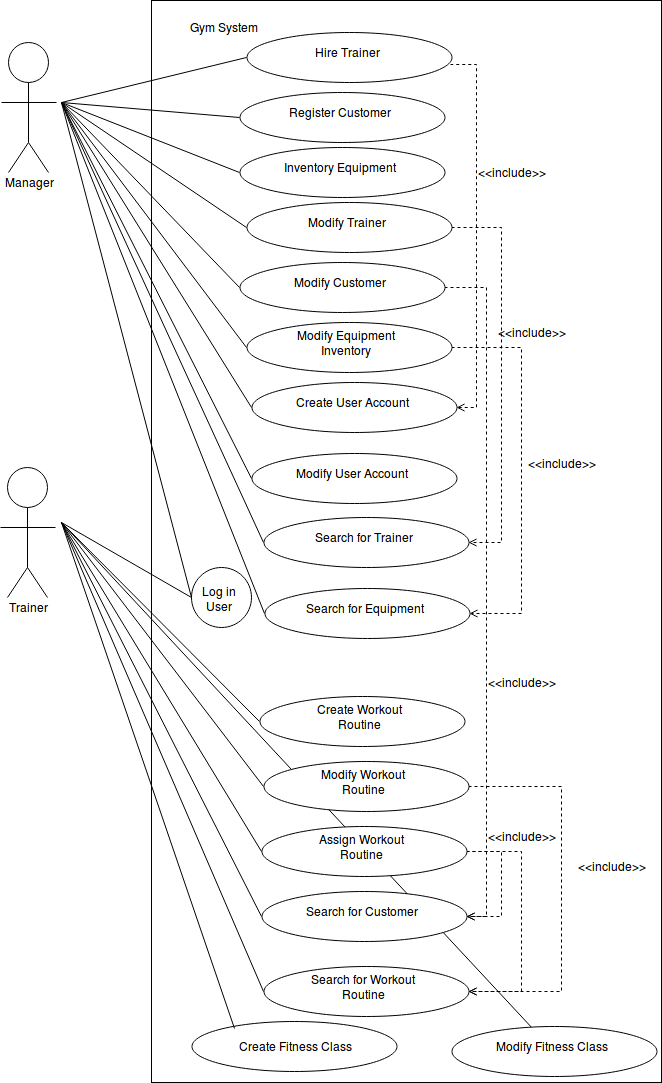 Gym System
Hire Trainer
Register Customer
Inventory Equipment
<<include>>
Manager
Modify Trainer
Modify Customer
<<include>>
Modify Equipment
Inventory
Create User Account
<<include>>
Modify User Account
Search for Trainer
Trainer
Log in
User
Search for Equipment
<<include>>
Create Workout
Routine
Modify Workout
Routine
<<include>>
Assign Workout
Routine
<<include>>
Search for Customer
Search for Workout
Routine
Create Fitness Class
Modify Fitness Class